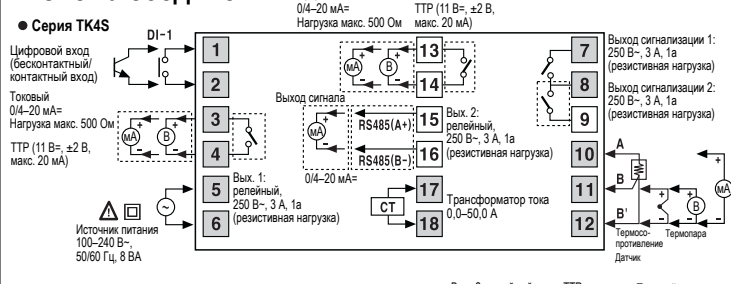 ● Серия TK4S
Цифровой вход
(бесконтактный/
контактный вход)
DI-1
Токовый
0/4–20 мА=
Нагрузка макс. 500 Ом
ТТР (11 В=, ±2 В,
макс. 20 мА)
мА
В
1
2
3
4
5
6
Источник питания
100–240 В~,
50/60 Гц, 8 ВА
Вых. 1:
релейный,
250 В~, 3 А, 1а
(резистивная нагрузка)
0/4–20 мА=
Нагрузка макс. 500 Ом
ТТР (11 В=, ±2 В,
макс. 20 мА)
мА
В
13
14
Выход сигнала
мА
0/4–20 мА=
RS485(A+)
RS485(B-)
15
16
Вых. 2:
релейный,
250 В~, 3 А, 1а
(резистивная нагрузка)
CT
17
18
Трансформатор тока
0,0–50,0 А
7
8
9
10
11
12
Выход сигнализации 1:
250 В~, 3 А, 1а
(резистивная нагрузка)
Выход сигнализации 2:
250 В~, 3 А, 1а
(резистивная нагрузка)
A
B
B'
В
мА
Термосо-
противление
Термопара
Датчик